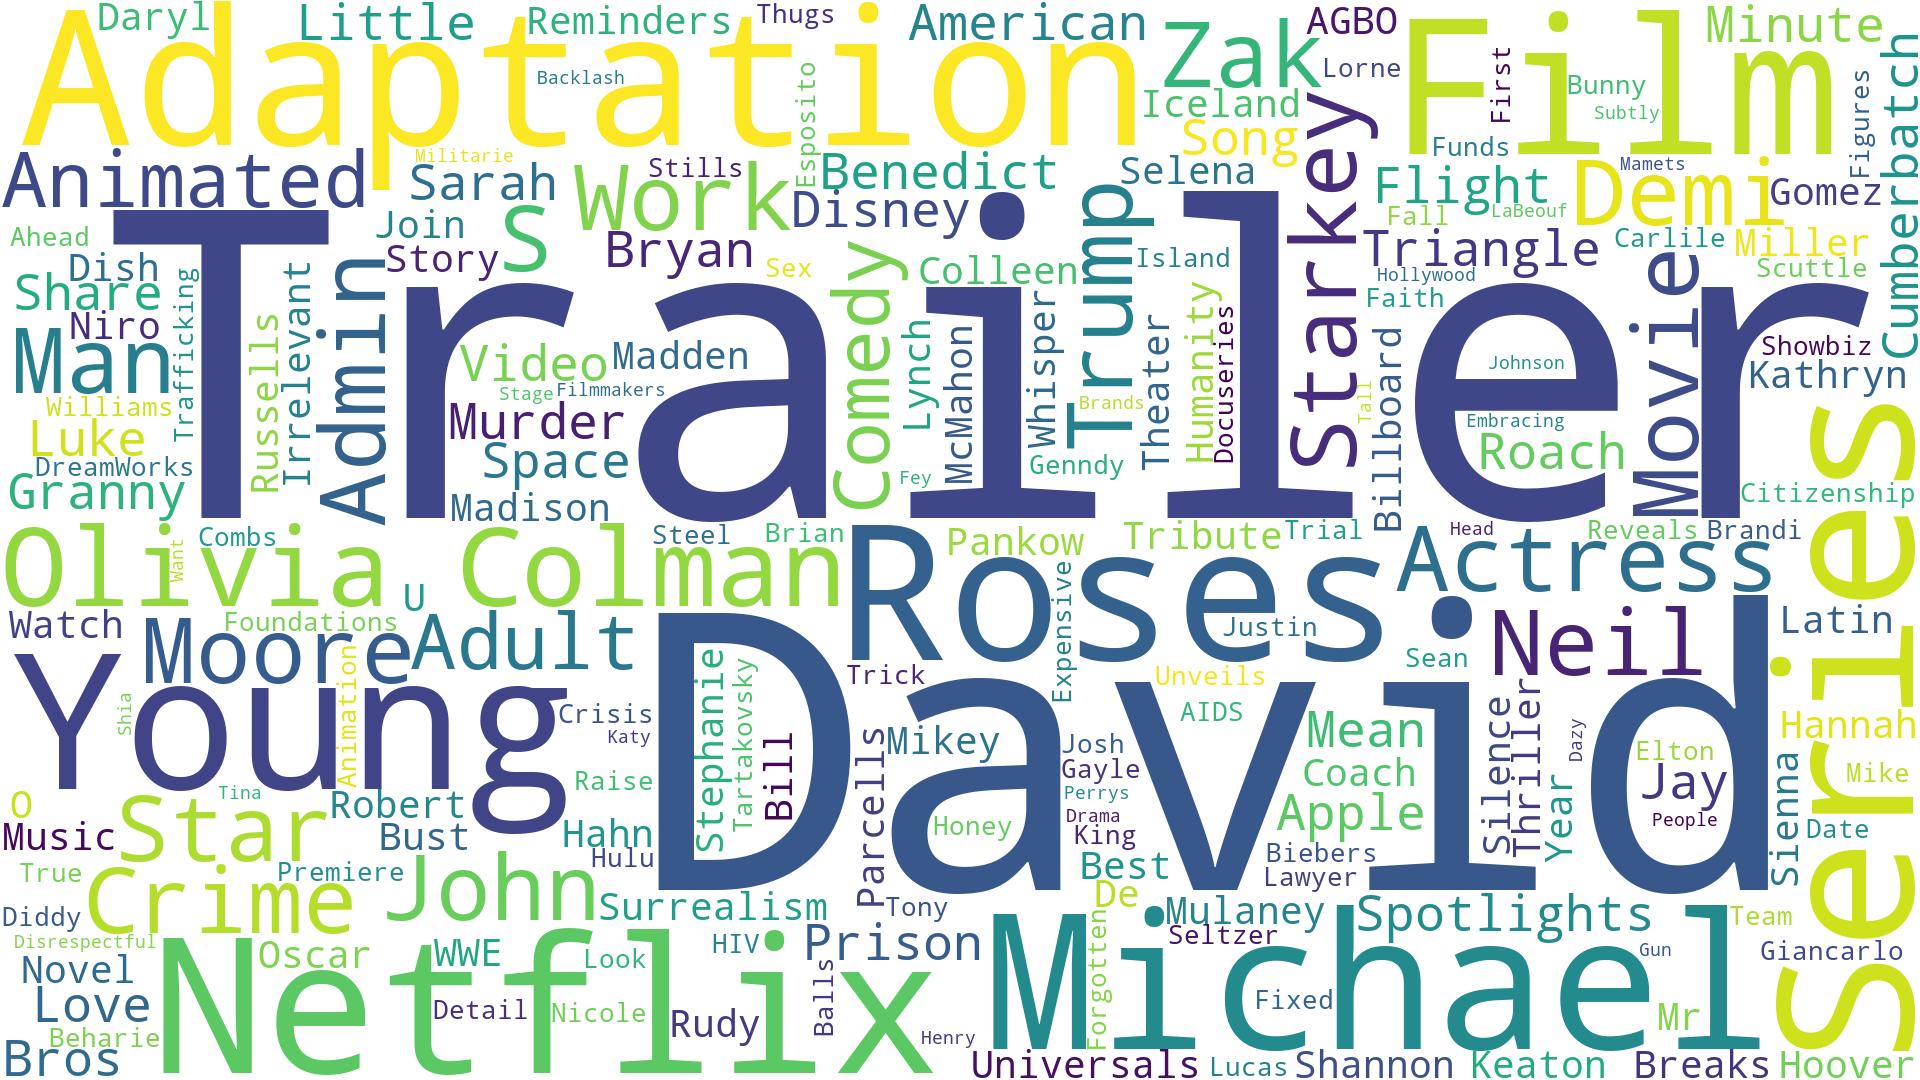 Daryl
Little
Reminders
Thugs
American
AGBO
Minute
Adaptation
Zak
Film
Lorne
Backlash
First
Bunny
Cumberbatch
Iceland
Subtly
Figures
Esposito
Song
Funds
Militarie
Animated
Sarah
Stills
Work
Benedict
Selena
Starkey
Mamets
Flight
Demi
Gomez
Disney
Fall
LaBeouf
Ahead
Join
S
Trump
Triangle
Carlile
Miller
Story
Bryan
Sex
Comedy
Colleen
Island
Hollywood
Scuttle
Dish
Share
Trafficking
Irrelevant
Admin
Trailer
Humanity
Faith
Movie
Niro
Man
Russells
Video
Madden
Lynch
McMahon
Whisper
Theater
Docuseries
Billboard
Johnson
Showbiz
Kathryn
Stage
Filmmakers
Williams
Murder
Brands
Tall
Embracing
Luke
DreamWorks
Space
Genndy
Roach
Granny
Madison
Fey
Citizenship
Series
Olivia Colman
Combs
Want
Steel
Brian
Roses
Pankow
Tribute
Trial
Head
Actress
Reveals
Brandi
U
Expensive
Watch
Foundations
Moore
Adult
Justin
Neil
Latin
Sean
Young
Animation
David
Stephanie
Tartakovsky
Trick
Unveils
Shia
Crisis
Katy
Bill
Parcells
Mikey
AIDS
Josh
Mean
Silence
Thriller
Dazy
Hannah
Elton
Gayle
Raise
Coach
Year
Jay
Sienna
Mike
O
Tina
Robert
Perrys
Apple
Music
Star
Bust
Hahn
Honey
Drama
King
People
Date
Hulu
Best
Biebers
True
Premiere
Lawyer
Crime
John
De
Diddy
Surrealism
Tony
Mulaney
Spotlights
Team
Disrespectful
Netflix
HIV
Prison
Michael
Seltzer
Oscar
WWE
Look
Gun
Giancarlo
Novel
Balls
Forgotten
Love
Detail
Nicole
Rudy
Fixed
Mr
Beharie
Henry
Bros
Universals
Lucas
Shannon
Keaton
Breaks
Hoover